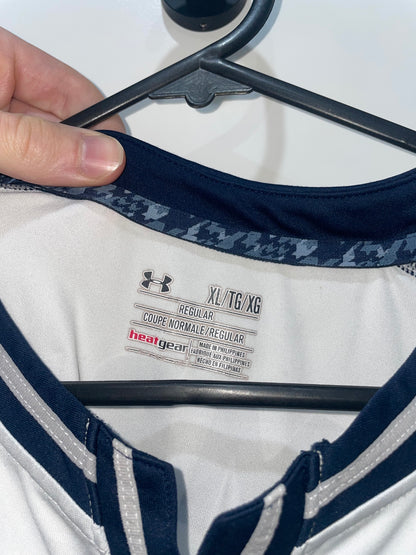 XL/TG/XG
REGULAR
COUPE NORMALE/REGULAR
heatgear
MADE IN PHILIPPINES
FABRIQUÉ AUX PHILIPPINES
HECHO EN FILIPINAS